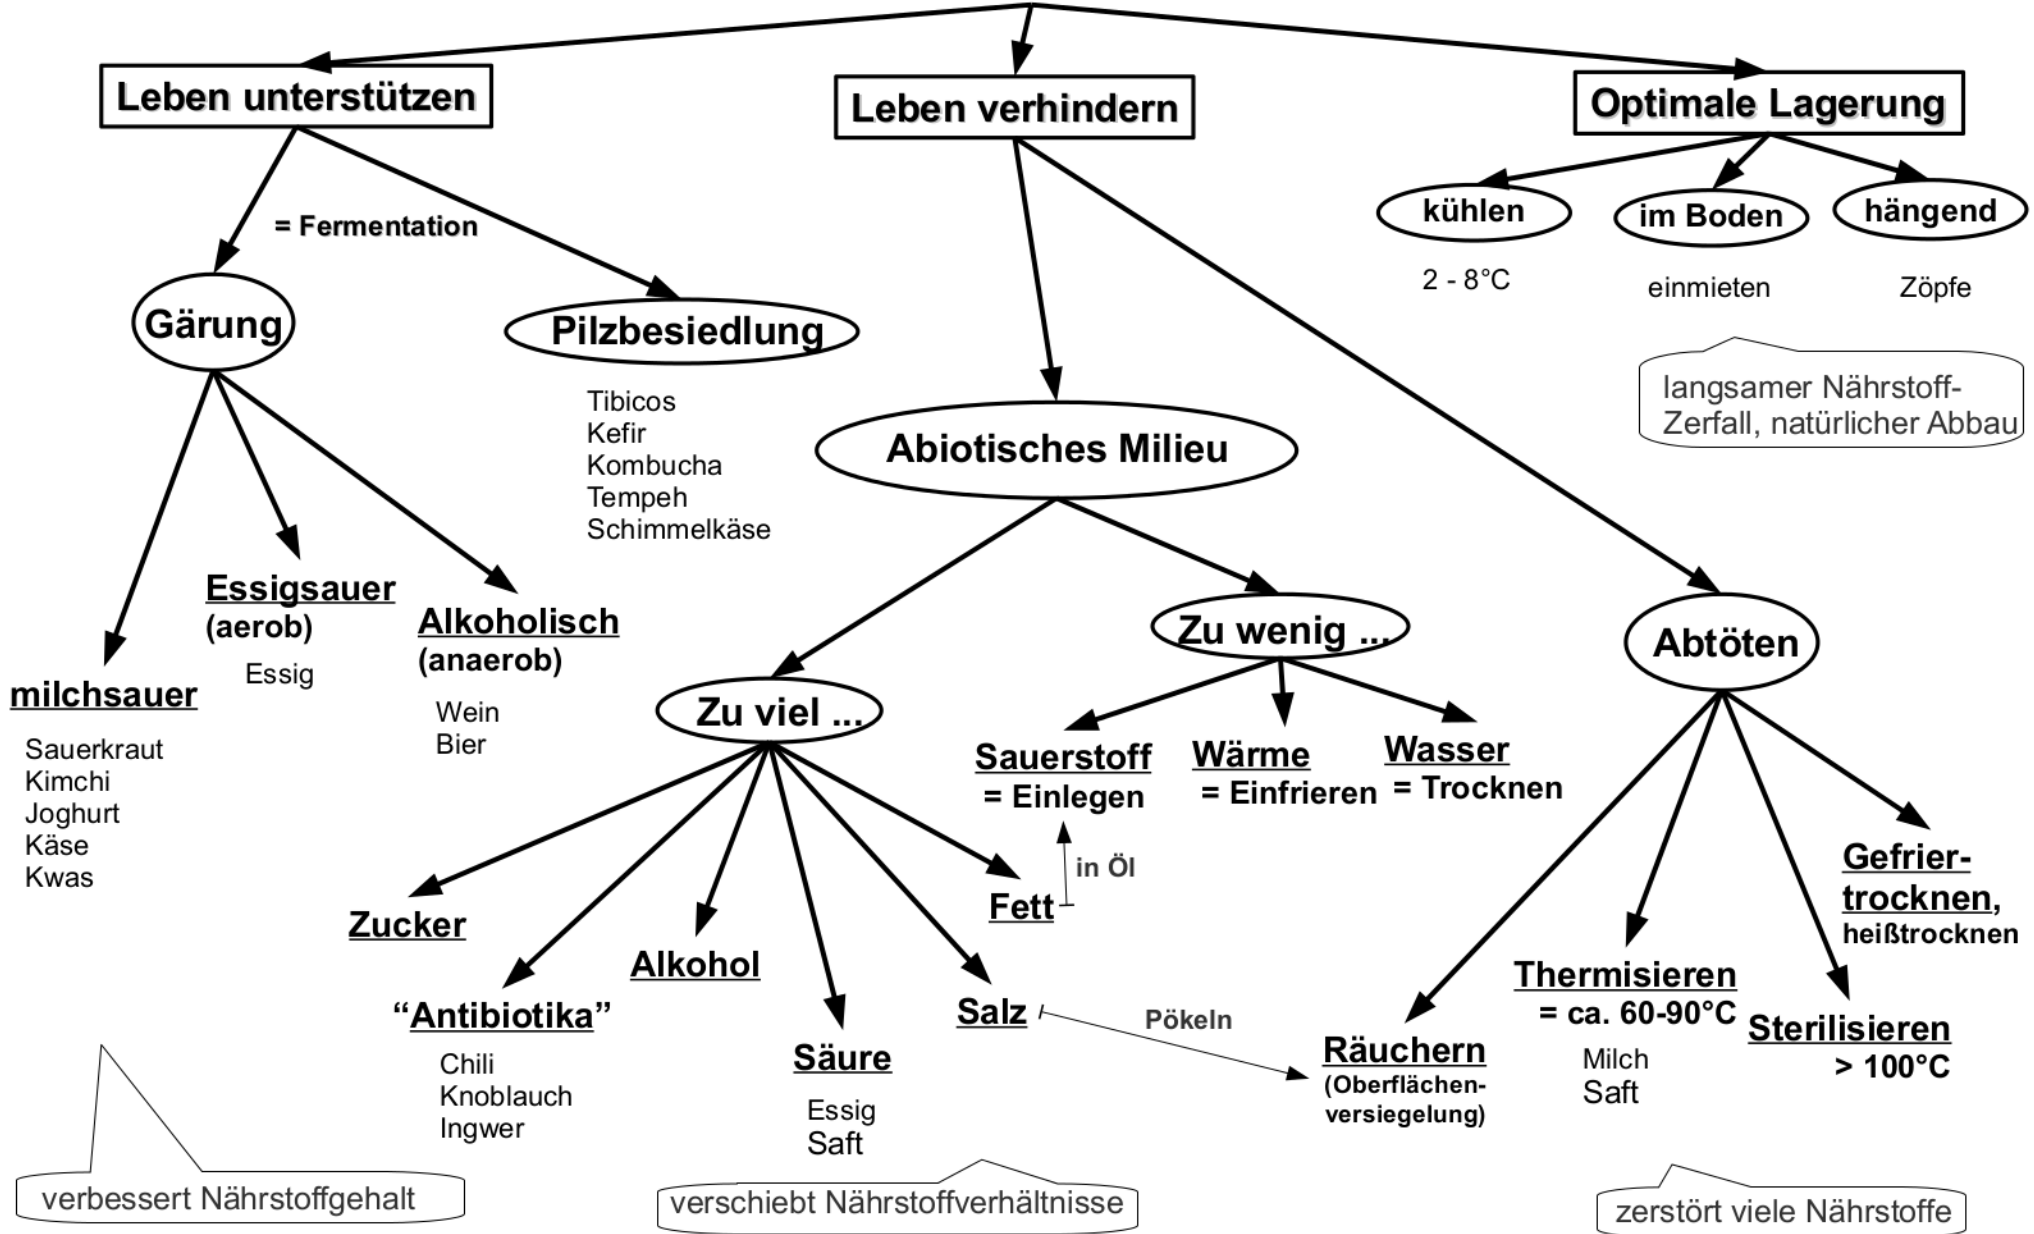 Leben unterstützen
Leben verhindern
Optimale Lagerung
= Fermentation
Gärung
Pilzbesiedlung
Tibicos
Kefir
Kombucha
Tempeh
Schimmelkäse
milchsauer
Sauerkraut
Kimchi
Joghurt
Käse
Kwas
Essigsauer
(aerob)
Essig
Alkoholisch
(anaerob)
Wein
Bier
verbessert Nährstoffgehalt
Abiotisches Milieu
Zu viel ...
Zucker
“Antibiotika”
Chili
Knoblauch
Ingwer
Alkohol
Säure
Essig
Saft
Salz
Pökeln
Fett
in Öl
Zu wenig ...
Sauerstoff
= Einlegen
Wärme
= Einfrieren
Wasser
= Trocknen
verschiebt Nährstoffverhältnisse
Abtöten
Räuchern
(Oberflächen-
versiegelung)
Thermisieren
= ca. 60-90°C
Milch
Saft
Sterilisieren
> 100°C
Gefrier-
trocknen,
heißtrocknen
zerstört viele Nährstoffe
kühlen
2 - 8°C
im Boden
einmieten
hängend
Zöpfe
langsamer Nährstoff-
Zerfall, natürlicher Abbau